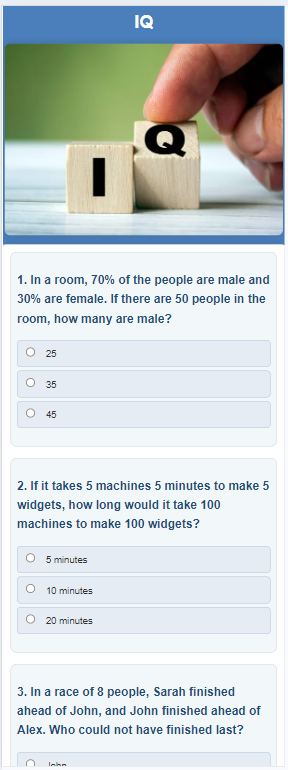 IQ
I Q
1. In a room, 70% of the people are male and
30% are female. If there are 50 people in the
room, how many are male?
25
35
45
2. If it takes 5 machines 5 minutes to make 5
widgets, how long would it take 100
machines to make 100 widgets?
5 minutes
10 minutes
20 minutes
3. In a race of 8 people, Sarah finished
ahead of John, and John finished ahead of
Alex. Who could not have finished last?